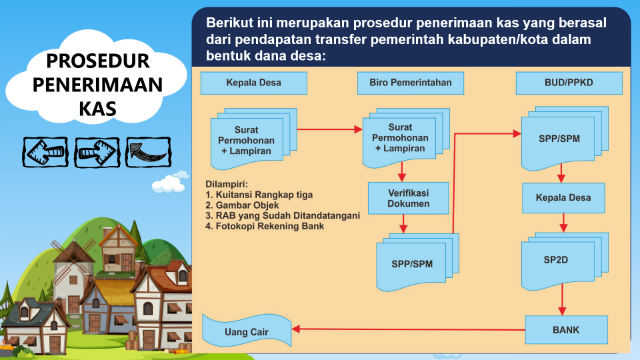 PROSEDUR
PENERIMAAN
KAS
Berikut ini merupakan prosedur penerimaan kas yang berasal
dari pendapatan transfer pemerintah kabupaten/kota dalam
bentuk dana desa:
Kepala Desa
Biro Pemerintahan
BUD/PPKD
Surat
Permohonan
+ Lampiran
Surat
Permohonan
+ Lampiran
SPP/SPM
Dilampiri:
1. Kuitansi Rangkap tiga
2. Gambar Objek
3. RAB yang Sudah Ditandatangani
4. Fotokopi Rekening Bank
Verifikasi
Dokumen
Kepala Desa
SPP/SPM
SP2D
Uang Cair
BANK